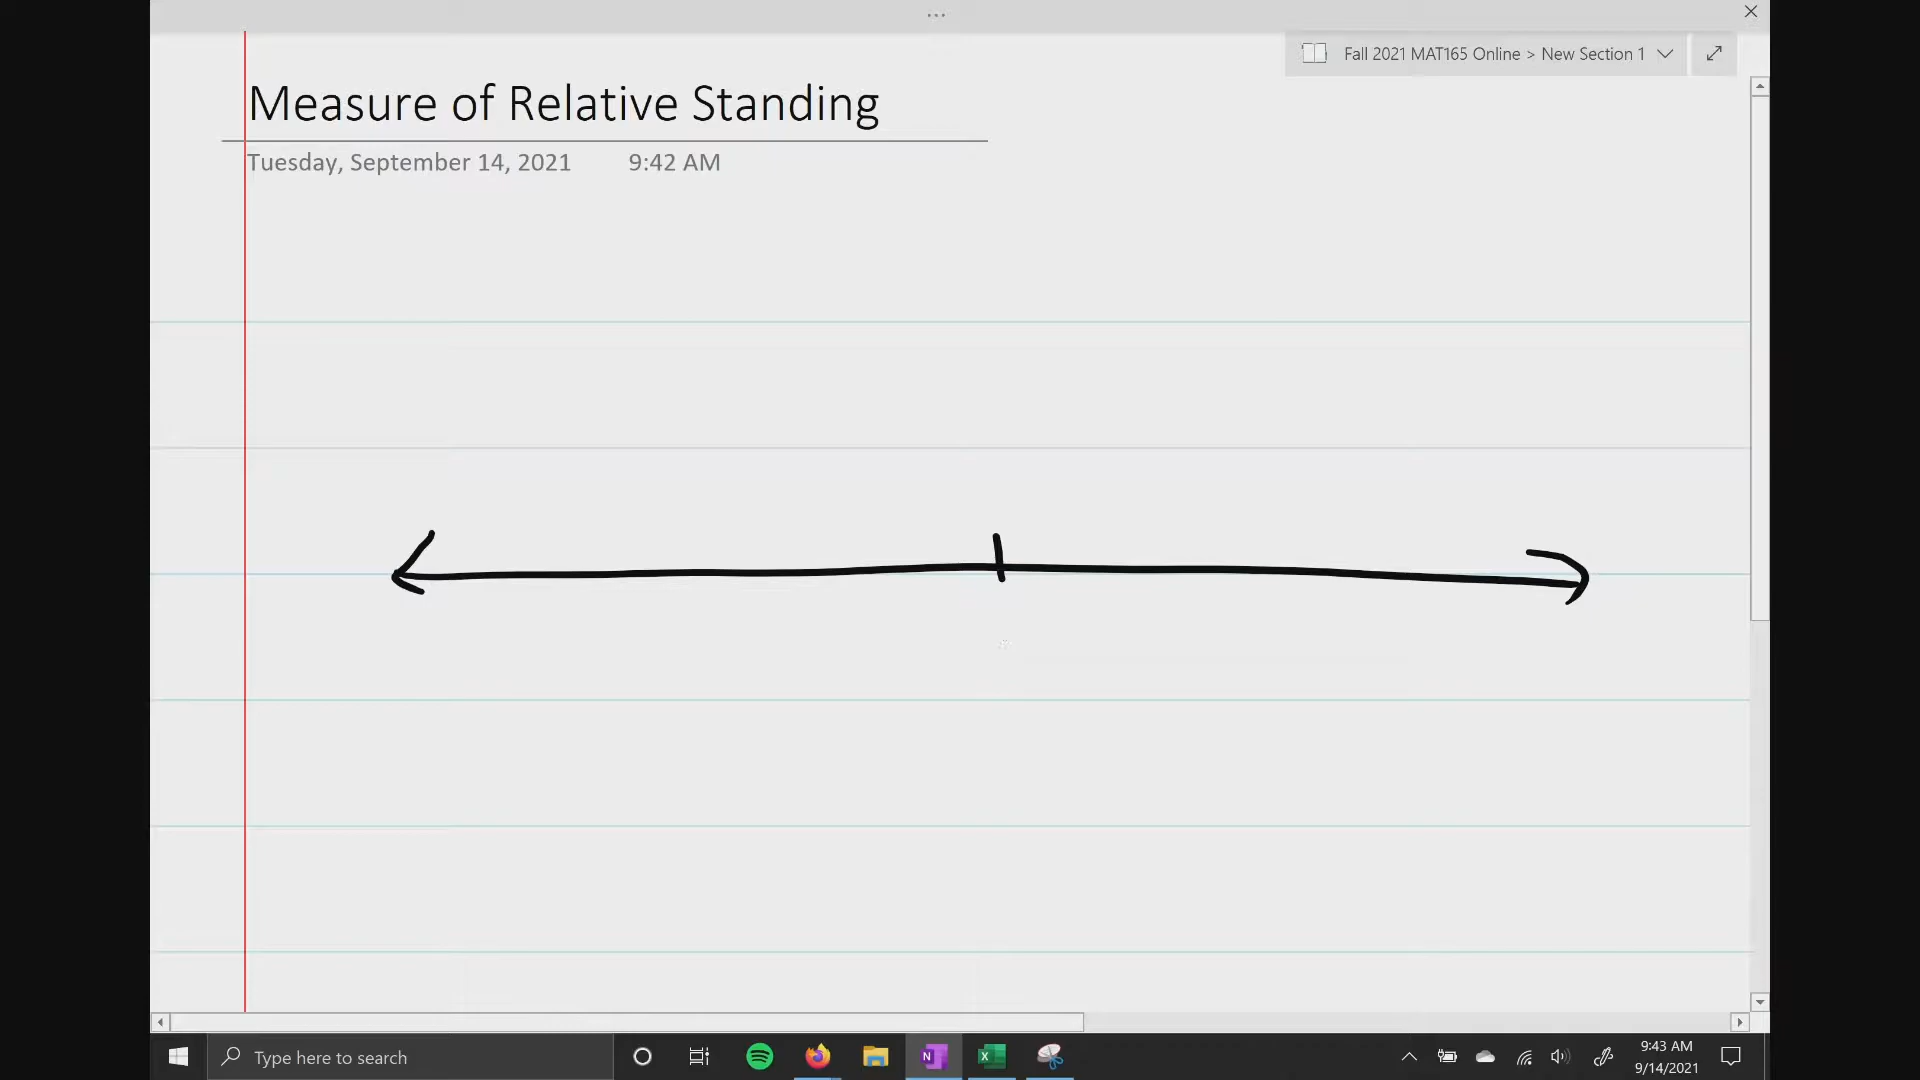 Fall 2021 MAT165 Online > New Section 1
Measure of Relative Standing
Tuesday, September 14, 2021 9:42 AM
Type here to search
9:43 AM
9/14/2021